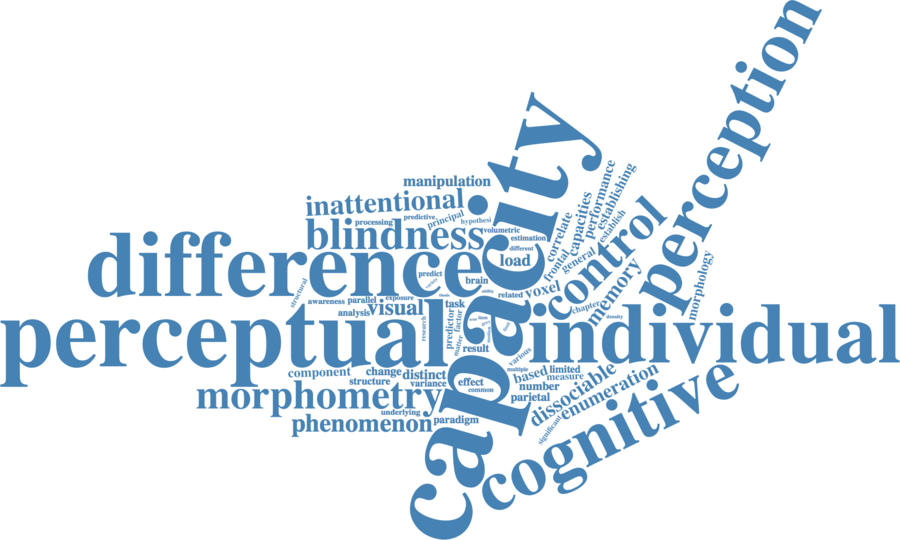 perception
capacity
manipulation
inattentional
processing
predictive
principal
hypothesi
blindness
volumetric
estimation
different
load
correlate
capacities
performance
establishing
establish
frontal
general
control
difference
predict
brain
structural
awareness
parallel
exposure
related
voxel
memory
morphology
chapter
density
analysis
visual
task
perceptual
research
predictor
factor
matter
result
individual
various
component
change
distinct
structure
variance
effect
common
multiple
based
limited
measure
number
parietal
dissociable
enumeration
significant
morphometry
underlying
phenomenon
paradigm
cognitive